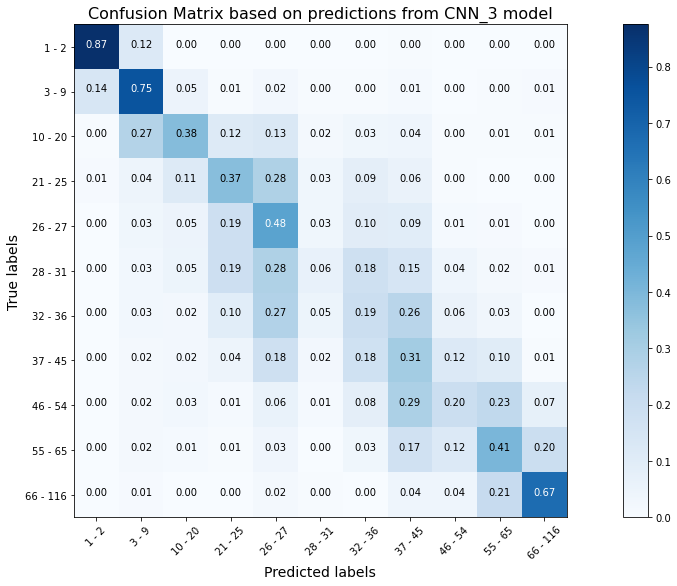 Confusion Matrix based on predictions from CNN_3 model
1 - 2 0.87 0.12 0.00 0.00 0.00 0.00 0.00 0.00 0.00 0.00 0.00
3 - 9 0.14 0.75 0.05 0.01 0.02 0.00 0.00 0.01 0.00 0.00 0.01
10 - 20 0.00 0.27 0.38 0.12 0.13 0.02 0.03 0.04 0.00 0.01 0.01
21 - 25 0.01 0.04 0.11 0.37 0.28 0.03 0.09 0.06 0.00 0.00 0.00
26 - 27 0.00 0.03 0.05 0.19 0.48 0.03 0.10 0.09 0.01 0.01 0.00
28 - 31 0.00 0.03 0.05 0.19 0.28 0.06 0.18 0.15 0.04 0.02 0.01
32 - 36 0.00 0.03 0.02 0.10 0.27 0.05 0.19 0.26 0.06 0.03 0.00
37 - 45 0.00 0.02 0.02 0.04 0.18 0.02 0.18 0.31 0.12 0.10 0.01
46 - 54 0.00 0.02 0.03 0.01 0.06 0.01 0.08 0.29 0.20 0.23 0.07
55 - 65 0.00 0.02 0.01 0.01 0.03 0.00 0.03 0.17 0.12 0.41 0.20
66 - 116 0.00 0.01 0.00 0.00 0.02 0.00 0.00 0.04 0.04 0.21 0.67
1 - 2 3 - 9 10 - 20 21 - 25 26 - 27 28 - 31 32 - 36 37 - 45 46 - 54 55 - 65 66 - 116
Predicted labels
True labels
0.8
0.7
0.6
0.5
0.4
0.3
0.2
0.1
0.0